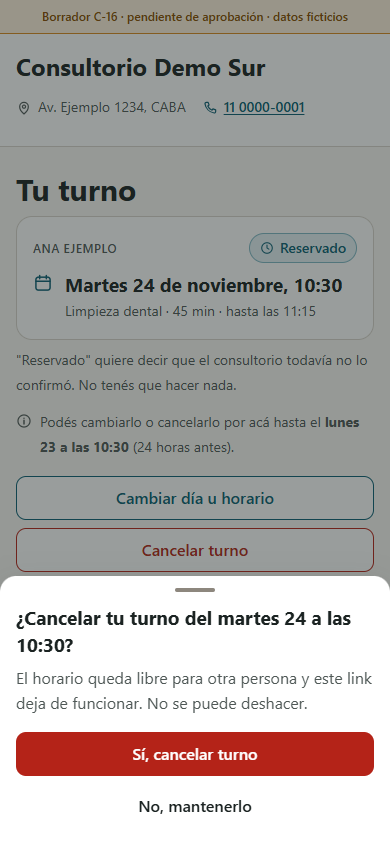 Borrador C-16 · pendiente de aprobación · datos ficticios
Consultorio Demo Sur
Av. Ejemplo 1234, CABA 11 0000-0001
Tu turno
ANA EJEMPLO Reservado
Martes 24 de noviembre, 10:30
Limpieza dental · 45 min · hasta las 11:15
"Reservado" quiere decir que el consultorio todavía no lo
confirmó. No tenés que hacer nada.
Podés cambiarlo o cancelarlo por acá hasta el lunes
23 a las 10:30 (24 horas antes).
Cambiar día u horario
Cancelar turno
¿Cancelar tu turno del martes 24 a las
10:30?
El horario queda libre para otra persona y este link
deja de funcionar. No se puede deshacer.
Sí, cancelar turno
No, mantenerlo